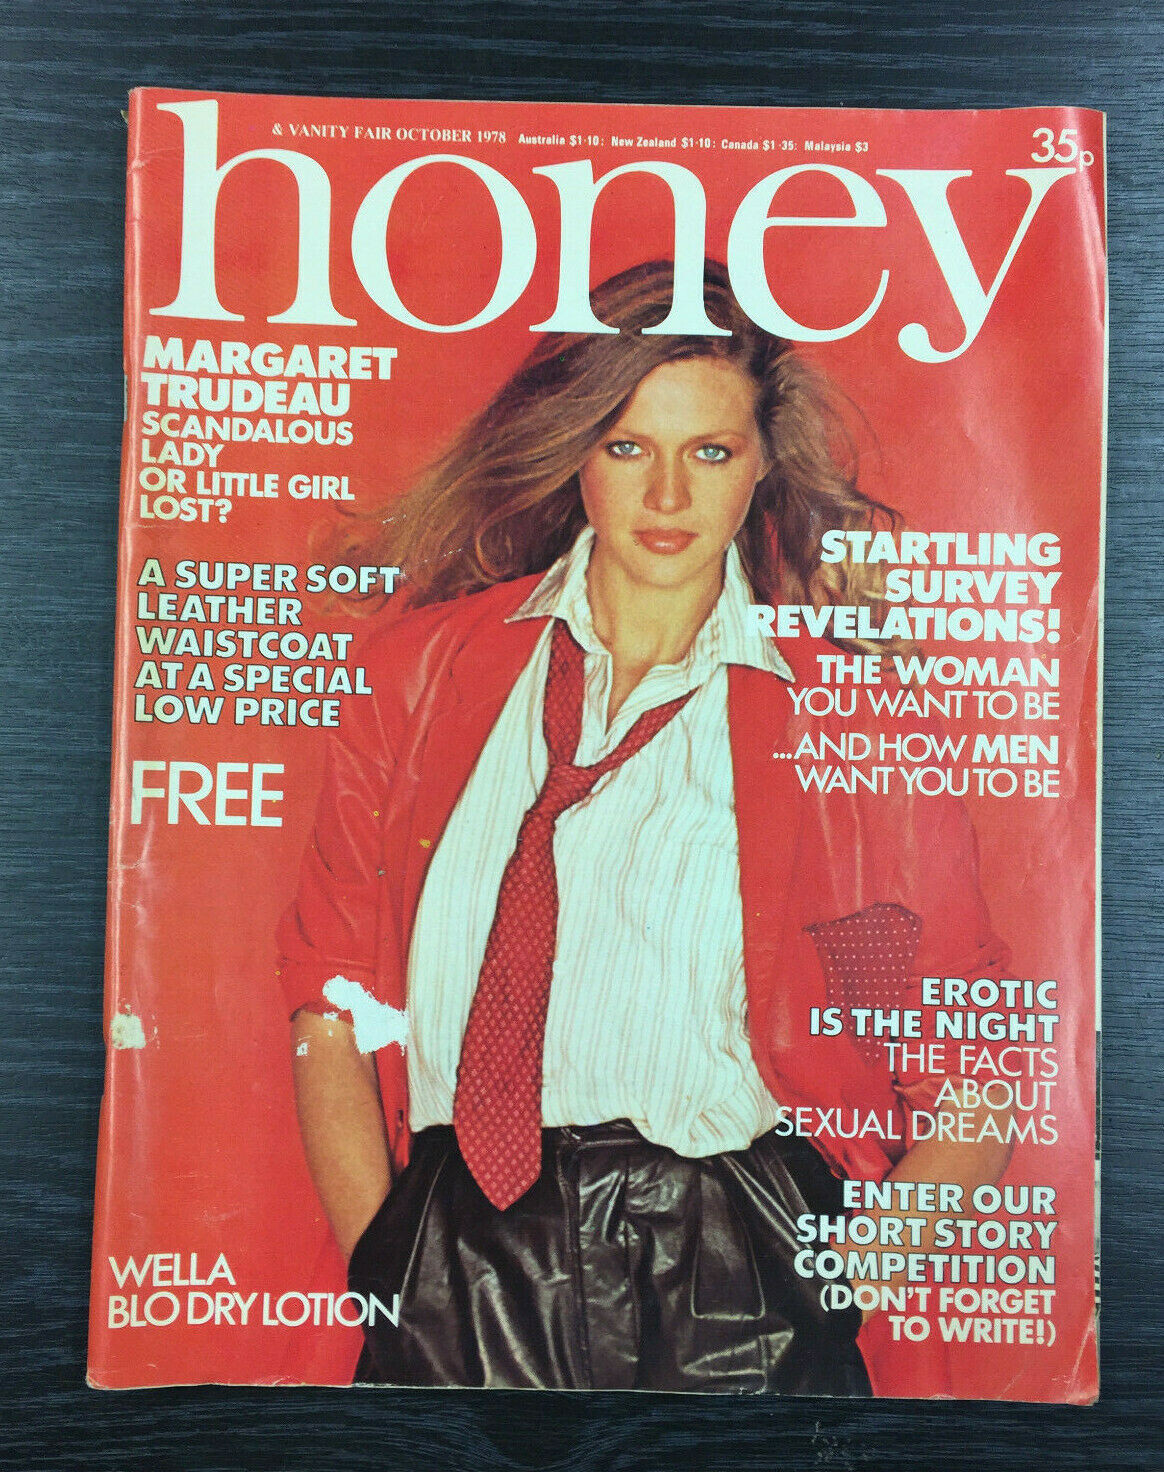 & VANITY FAIR OCTOBER 1978 Australia $1·10: New Zealand $1·10: Canada $1·35: Malaysia $3
35p
honey
MARGARET
TRUDEAU
SCANDALOUS
LADY
OR LITTLE GIRL
LOST?
A SUPER SOFT
LEATHER
WAISTCOAT
AT A SPECIAL
LOW PRICE
FREE
WELLA
BLO DRY LOTION
STARTLING
SURVEY
REVELATIONS!
THE WOMAN
YOU WANT TO BE
...AND HOW MEN
WANT YOU TO BE
EROTIC
IS THE NIGHT
THE FACTS
ABOUT
SEXUAL DREAMS
ENTER OUR
SHORT STORY
COMPETITION
(DON'T FORGET
TO WRITE!)